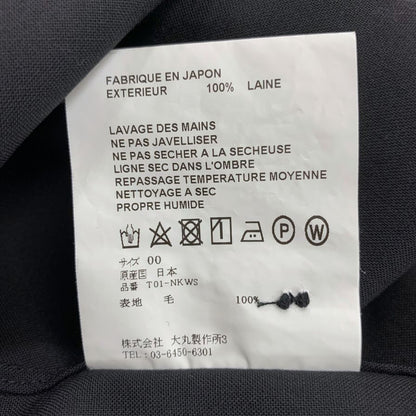 FABRIQUE EN JAPON
EXTERIEUR 100% LAINE
LAVAGE DES MAINS
NE PAS JAVELLISER
NE PAS SECHER A LA SECHEUSE
LIGNE SEC DANS L'OMBRE
REPASSAGE TEMPERATURE MOYENNE
NETTOYAGE A SEC
PROPRE HUMIDE
P W
サイズ 00
原産国 日本
品番 T01-NKWS
表地 毛 100%
株式会社 大丸製作所3
TEL:03-6450-6301